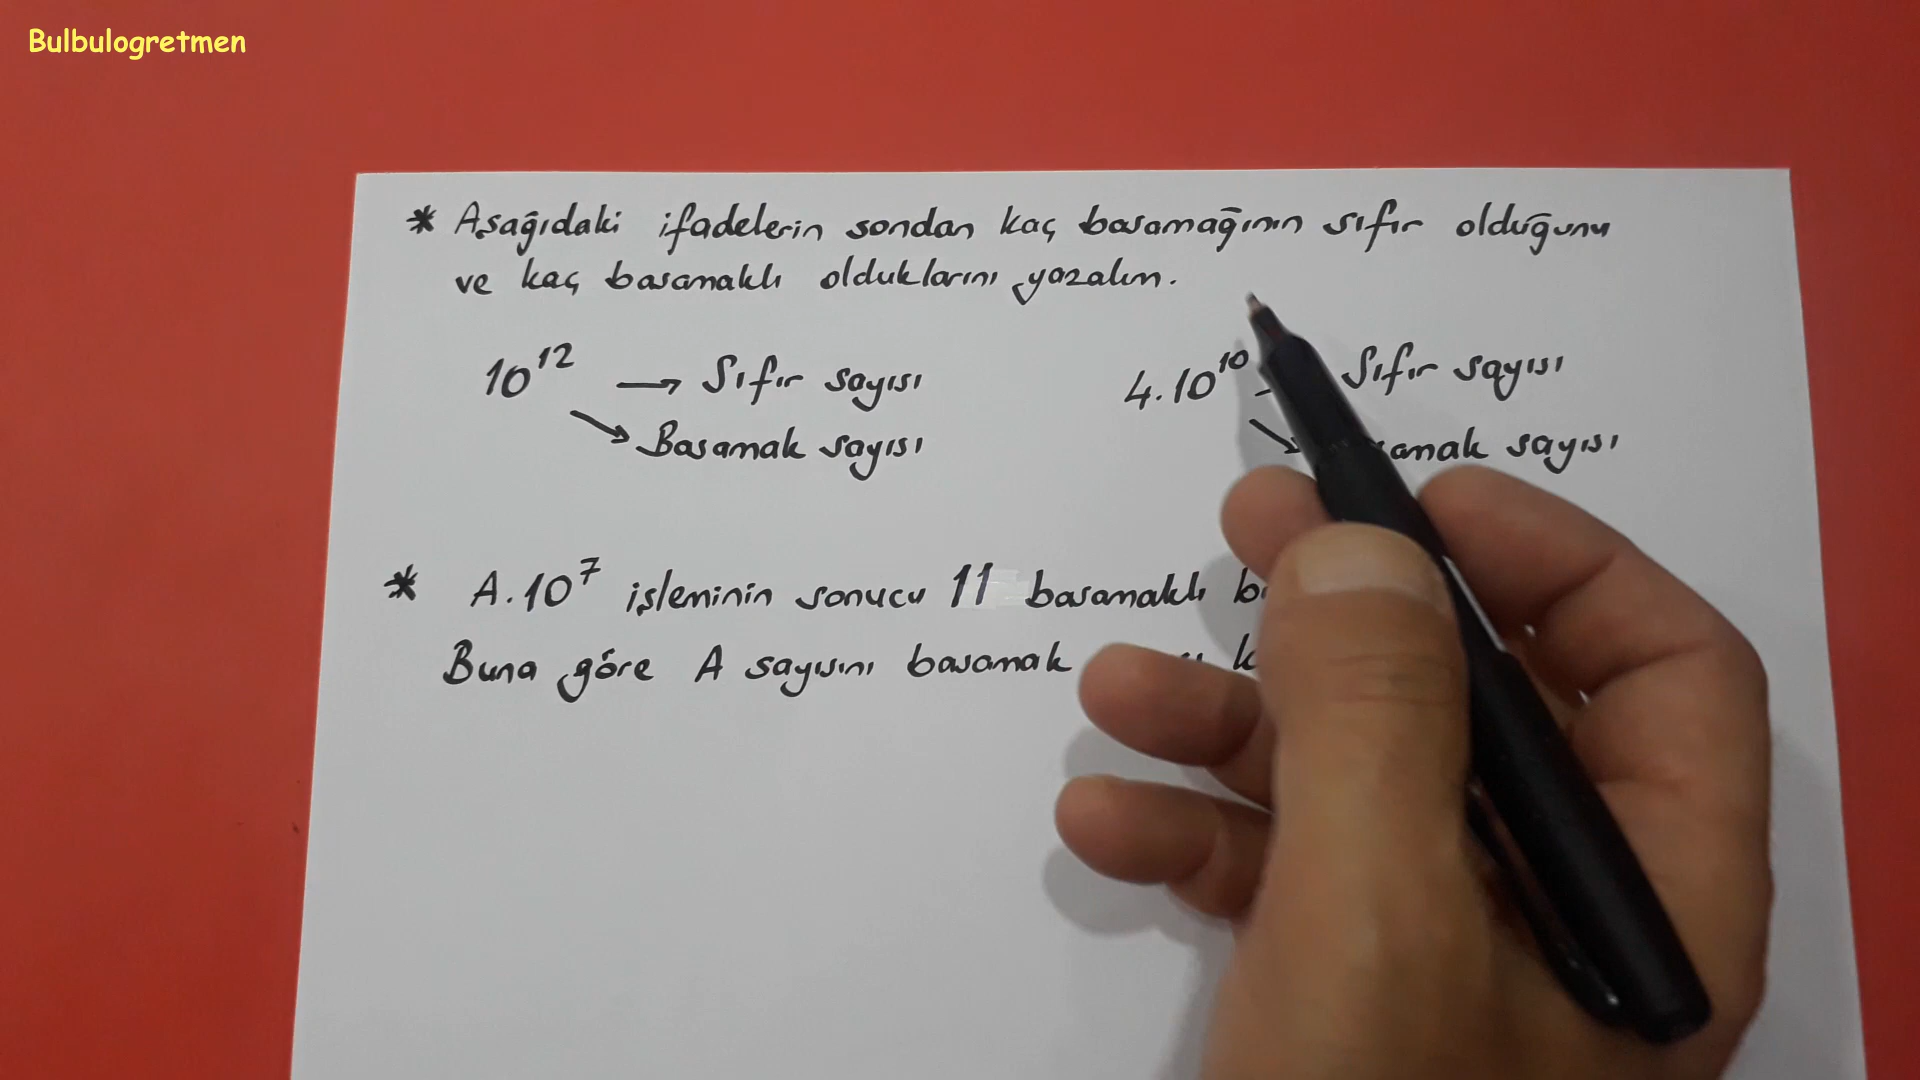 Bulbulogretmen
* Aşağıdaki ifadelerin sondan kaç basamağının sıfır olduğunu
ve kaç basamaklı olduklarını yazalım.
10¹² → Sıfır sayısı
↘ Basamak sayısı
4.10¹⁰ Sıfır sayısı
↘ amak sayısı
* A.10⁷ işleminin sonucu 11 basamaklı
Buna göre A sayısını basamak